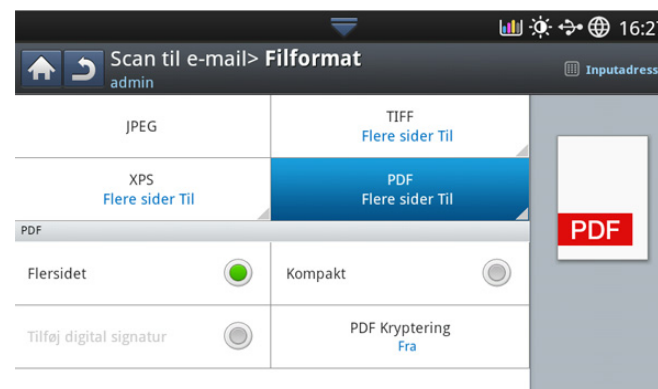 16:27
Scan til e-mail> Filformat
admin
Inputadress
JPEG
TIFF
Flere sider Til
XPS
Flere sider Til
PDF
Flere sider Til
PDF
PDF
Flersidet
Kompakt
Tilføj digital signatur
PDF Kryptering
Fra